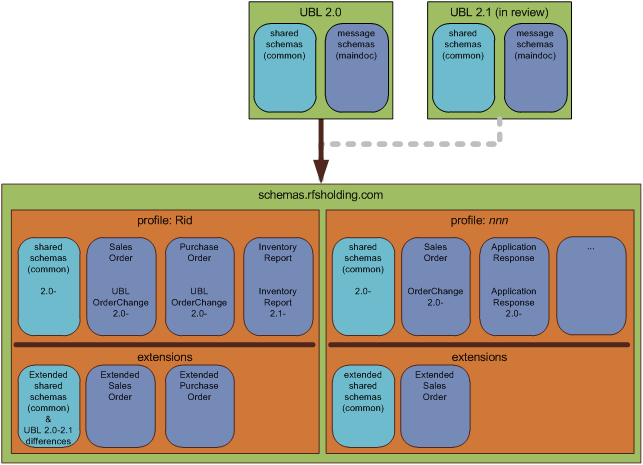 UBL 2.0
shared
schemas
(common)
message
schemas
(maindoc)
UBL 2.1 (in review)
shared
schemas
(common)
message
schemas
(maindoc)
schemas.rfsholding.com
profile: Rid
shared
schemas
(common)
2.0-
Sales
Order
UBL
OrderChange
2.0-
Purchase
Order
UBL
OrderChange
2.0-
Inventory
Report
Inventory
Report
2.1-
extensions
Extended
shared
schemas
(common)
&
UBL 2.0-2.1
differences
Extended
Sales
Order
Extended
Purchase
Order
profile: nnn
shared
schemas
(common)
2.0-
Sales
Order
OrderChange
2.0-
Application
Response
Application
Response
2.0-
...
extensions
extended
shared
schemas
(common)
Extended
Sales
Order